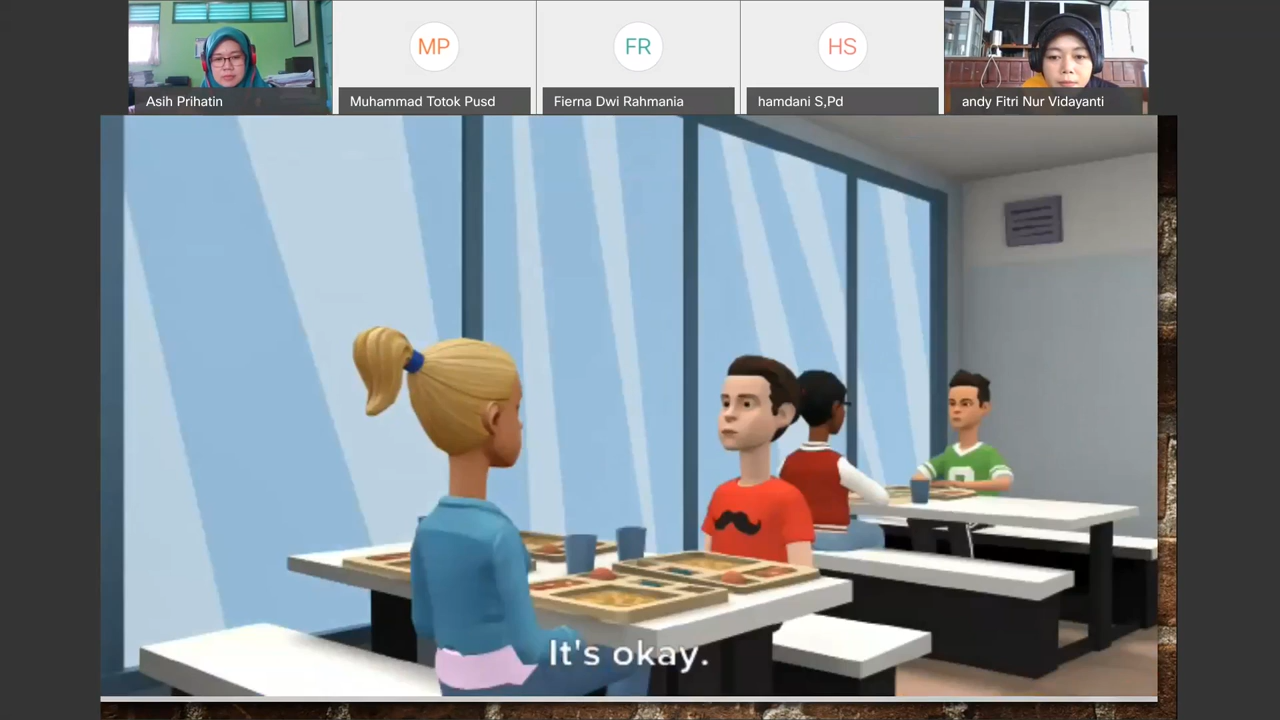 MP
FR
HS
Asih Prihatin
Muhammad Totok Pusd
Fierna Dwi Rahmania
hamdani S,Pd
andy Fitri Nur Vidayanti
It's okay.